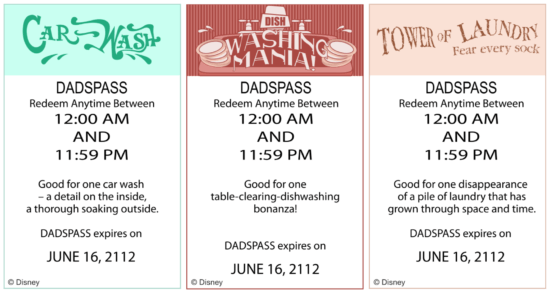 CAR WASH
DADSPASS
Redeem Anytime Between
12:00 AM
AND
11:59 PM
Good for one car wash
– a detail on the inside,
a thorough soaking outside.
DADSPASS expires on
JUNE 16, 2112
© Disney
DISH
WASHING
MANIA!
DADSPASS
Redeem Anytime Between
12:00 AM
AND
11:59 PM
Good for one
table-clearing-dishwashing
bonanza!
DADSPASS expires on
JUNE 16, 2112
© Disney
TOWER OF LAUNDRY
Fear every sock
DADSPASS
Redeem Anytime Between
12:00 AM
AND
11:59 PM
Good for one disappearance
of a pile of laundry that has
grown through space and time.
DADSPASS expires on
JUNE 16, 2112
© Disney